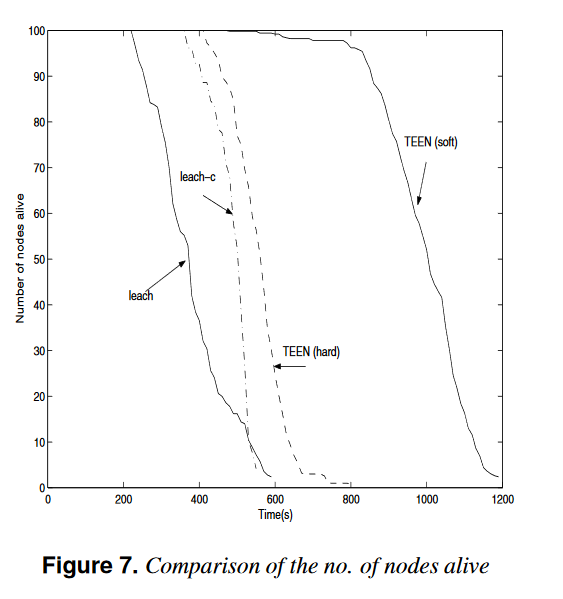 100
90
80
70
60
50
40
30
20
10
0
Number of nodes alive
TEEN (soft)
leach–c
leach
TEEN (hard)
0 200 400 600 800 1000 1200
Time(s)
Figure 7. Comparison of the no. of nodes alive